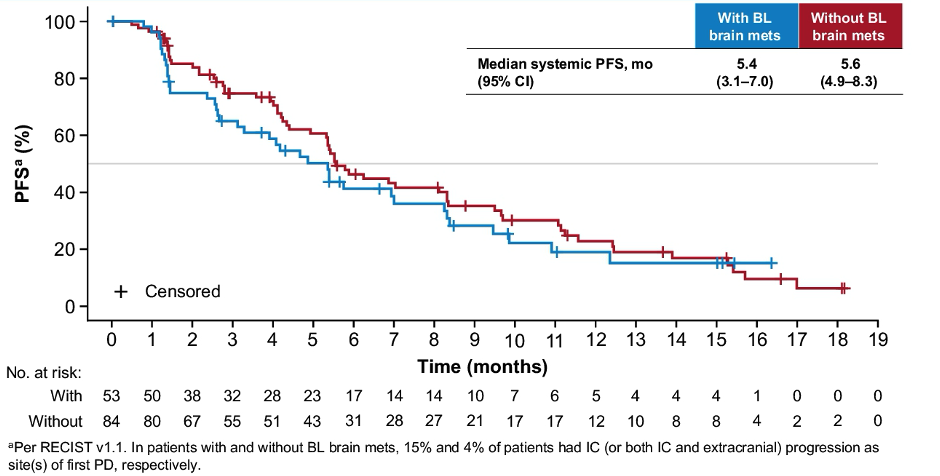 With BL brain mets
Without BL brain mets
Median systemic PFS, mo (95% CI)
5.4 (3.1–7.0)
5.6 (4.9–8.3)
PFSᵃ (%)
100
80
60
40
20
0
+ Censored
0 1 2 3 4 5 6 7 8 9 10 11 12 13 14 15 16 17 18 19
Time (months)
No. at risk:
With 53 50 38 32 28 23 17 14 14 10 7 6 5 4 4 4 1 0 0 0
Without 84 80 67 55 51 43 31 28 27 21 17 17 12 10 8 8 4 2 2 0
ᵃPer RECIST v1.1. In patients with and without BL brain mets, 15% and 4% of patients had IC (or both IC and extracranial) progression as
site(s) of first PD, respectively.